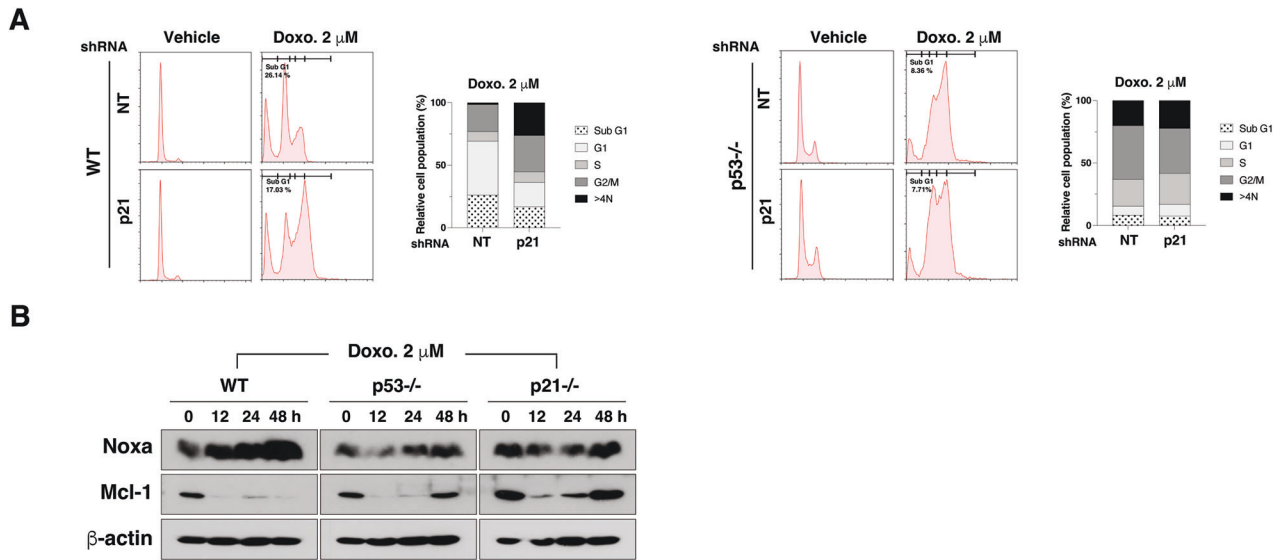 A
shRNA
Vehicle
Doxo. 2 μM
WT
NT
Sub G1
26.14 %
p21
Sub G1
17.03 %
Doxo. 2 μM
Relative cell population (%)
100
50
0
shRNA
NT
p21
Sub G1
G1
S
G2/M
>4N
shRNA
Vehicle
Doxo. 2 μM
p53-/-
NT
Sub G1
8.36 %
p21
Sub G1
7.71%
Doxo. 2 μM
Relative cell population (%)
100
50
0
shRNA
NT
p21
Sub G1
G1
S
G2/M
>4N
B
Doxo. 2 μM
WT p53-/- p21-/-
0 12 24 48 h 0 12 24 48 h 0 12 24 48 h
Noxa
Mcl-1
β-actin